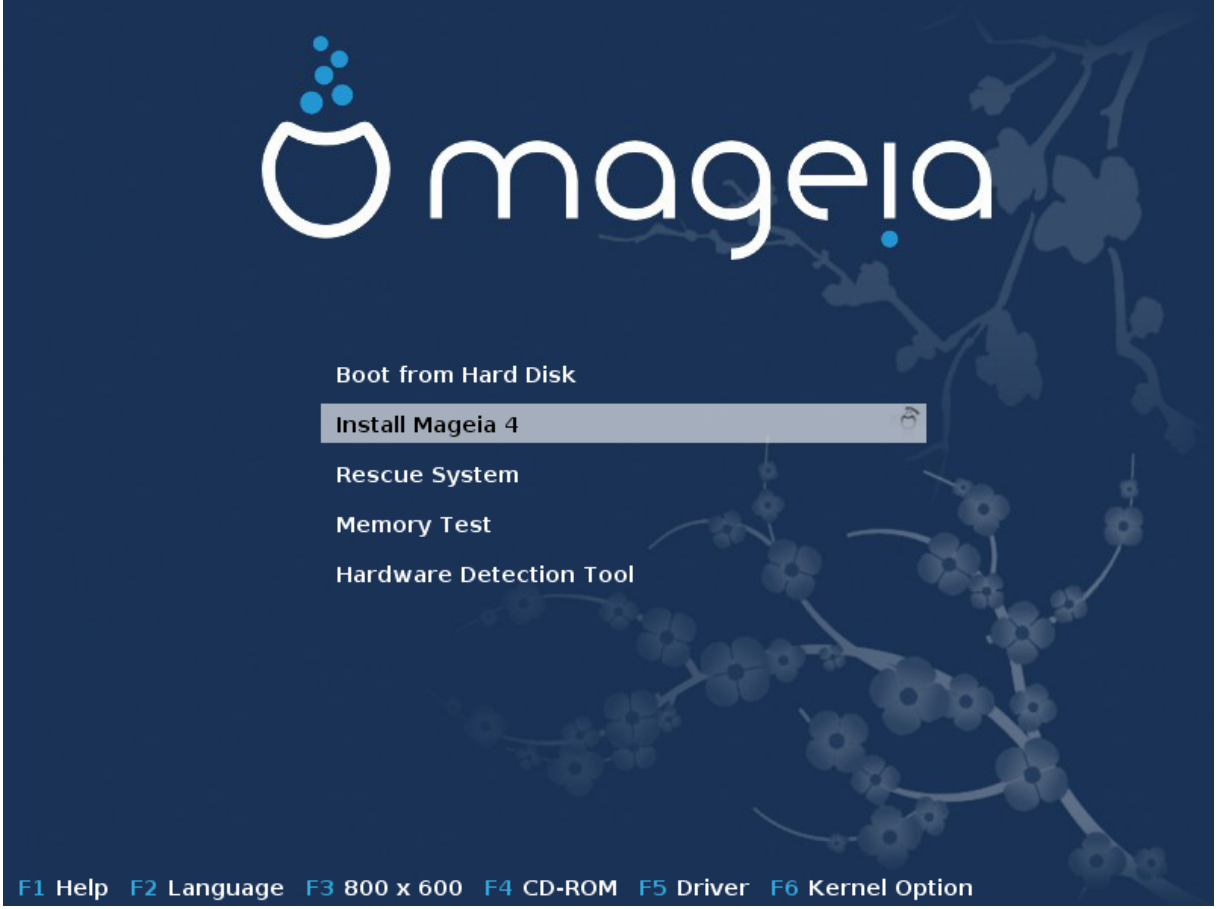 mageia
Boot from Hard Disk
Install Mageia 4
Rescue System
Memory Test
Hardware Detection Tool
F1 Help F2 Language F3 800 x 600 F4 CD-ROM F5 Driver F6 Kernel Option